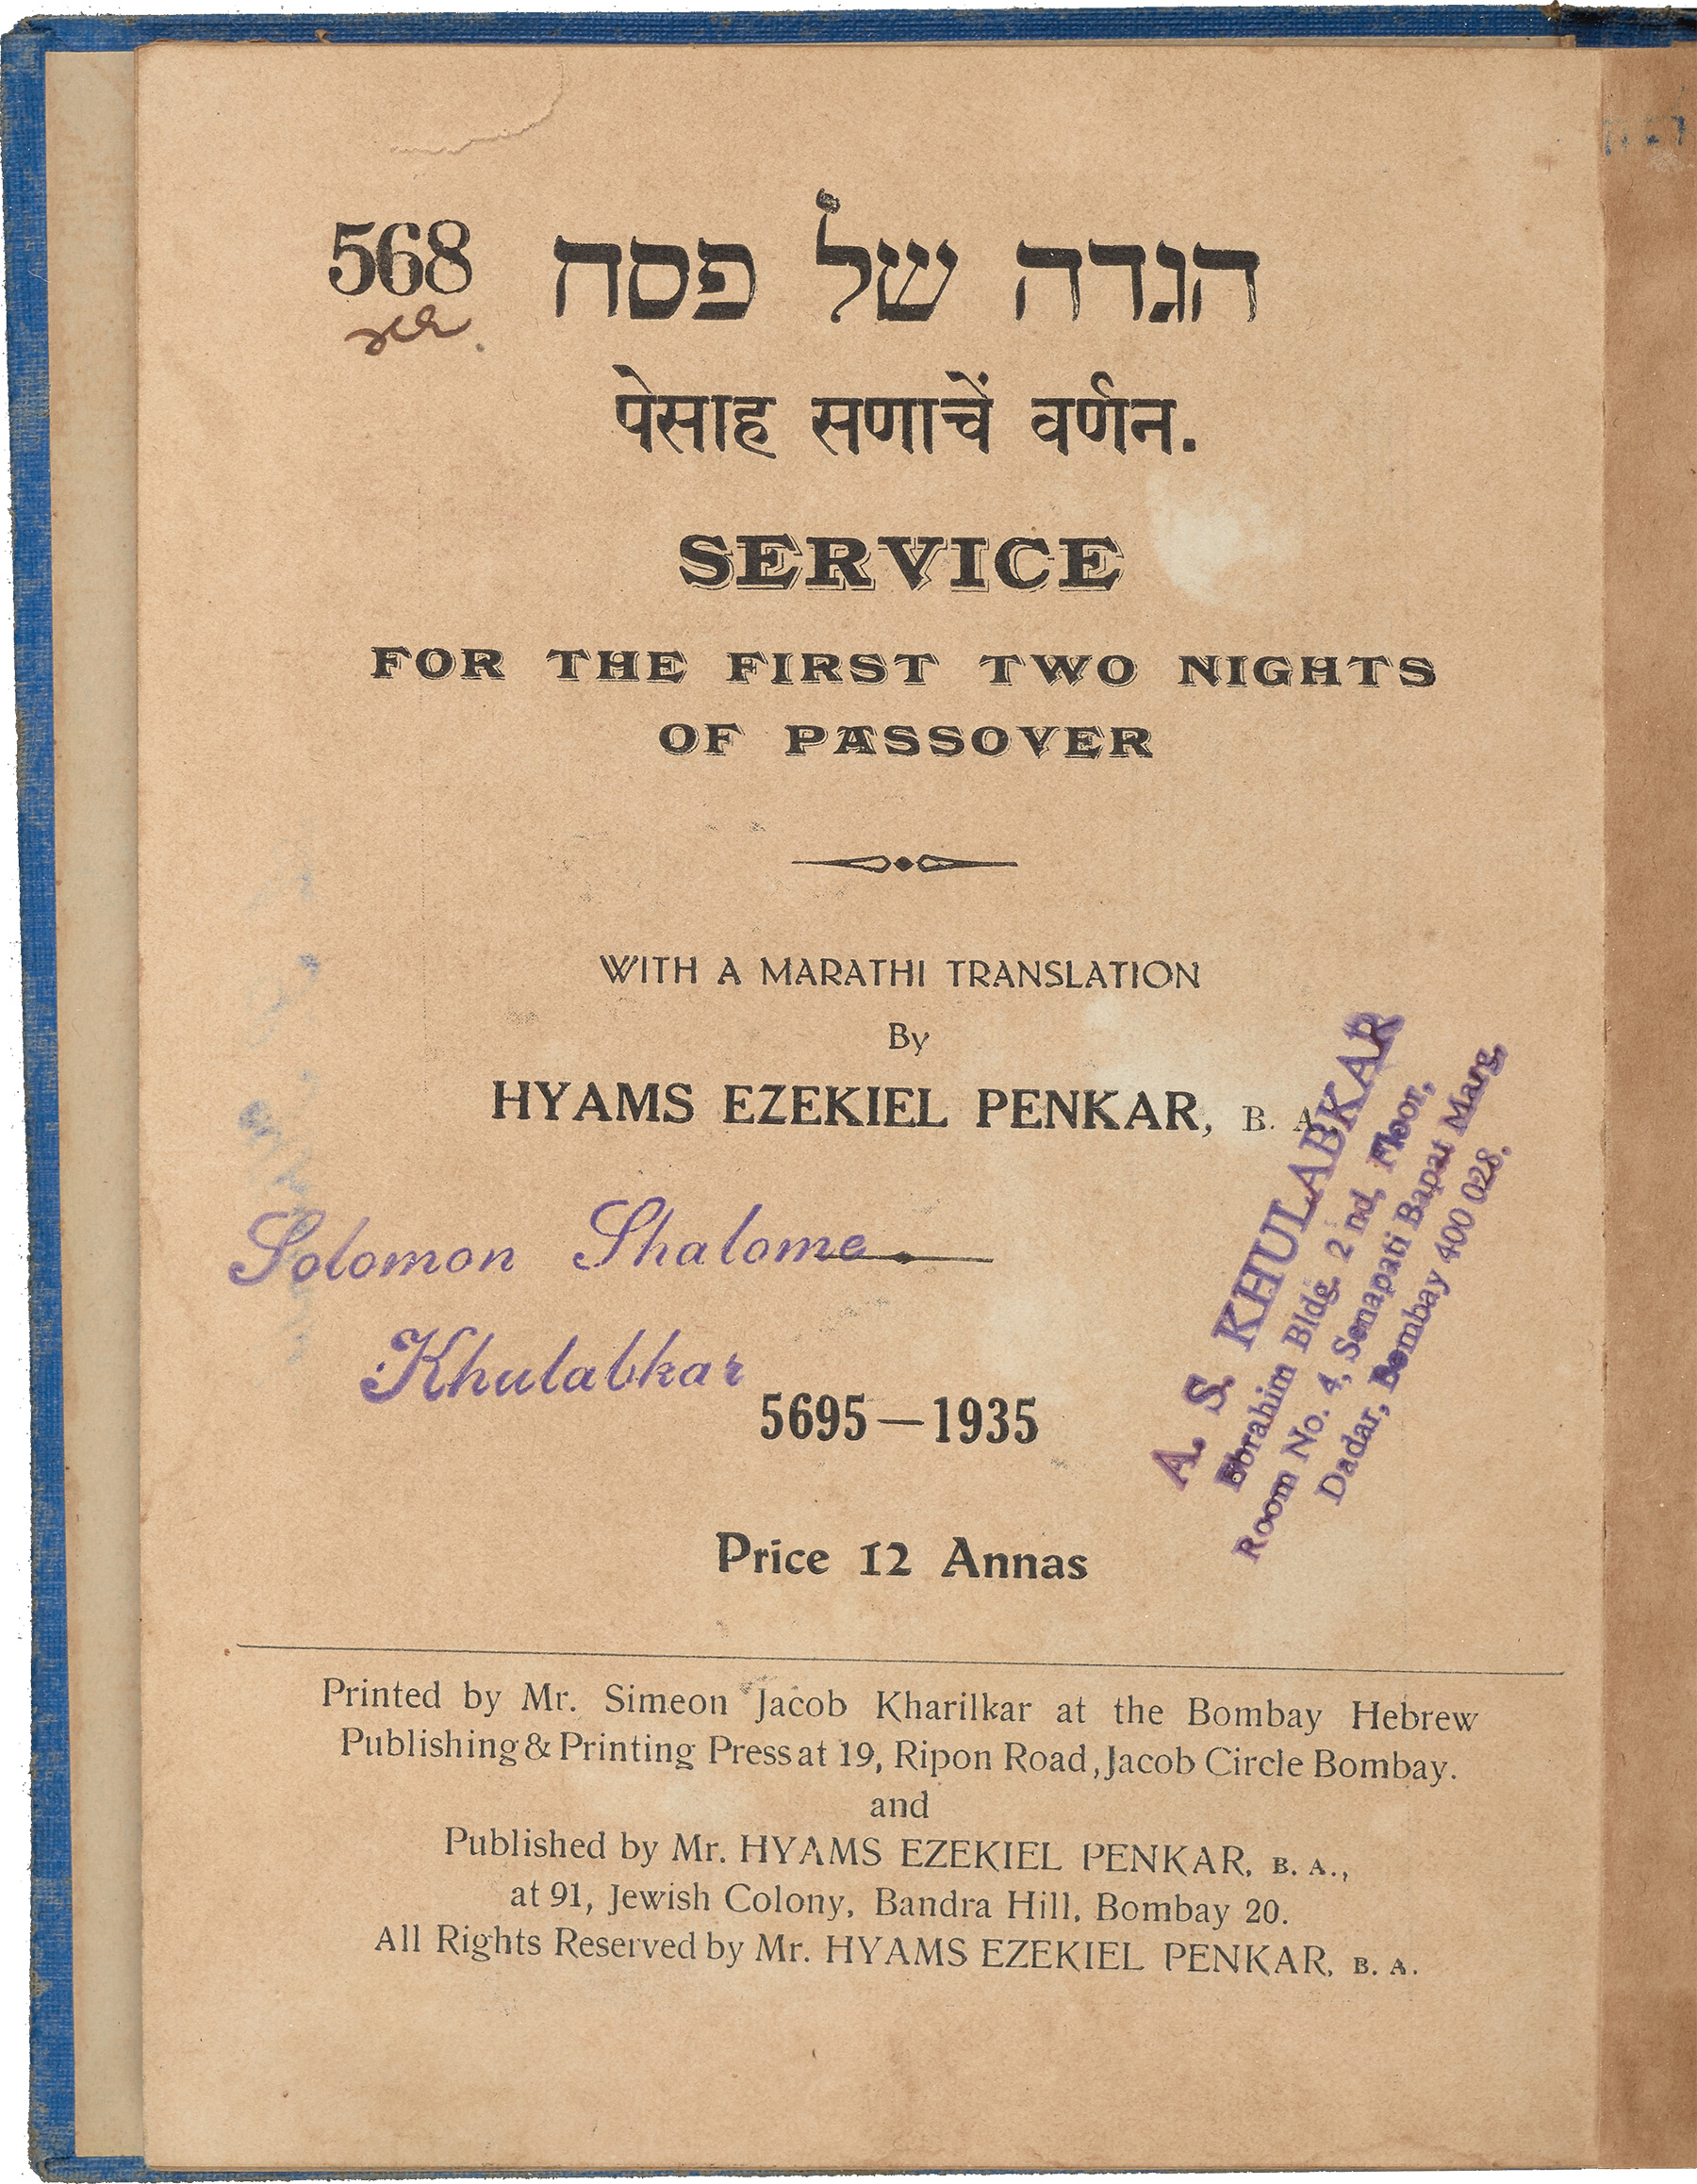 568 הגדה של פסח
पेसाह सणाचें वर्णन.
SERVICE
FOR THE FIRST TWO NIGHTS
OF PASSOVER
WITH A MARATHI TRANSLATION
By
HYAMS EZEKIEL PENKAR, B. A.
Solomon Shalome
Khulabkar
A. S. KHULABKAR
Ebrahim Bldg. 2 nd, Floor,
Room No. 4, Senapati Bapat Marg,
Dadar, Bombay 400 028.
5695—1935
Price 12 Annas
Printed by Mr. Simeon Jacob Kharilkar at the Bombay Hebrew
Publishing & Printing Press at 19, Ripon Road, Jacob Circle Bombay.
and
Published by Mr. HYAMS EZEKIEL PENKAR, B. A.,
at 91, Jewish Colony, Bandra Hill, Bombay 20.
All Rights Reserved by Mr. HYAMS EZEKIEL PENKAR, B. A.